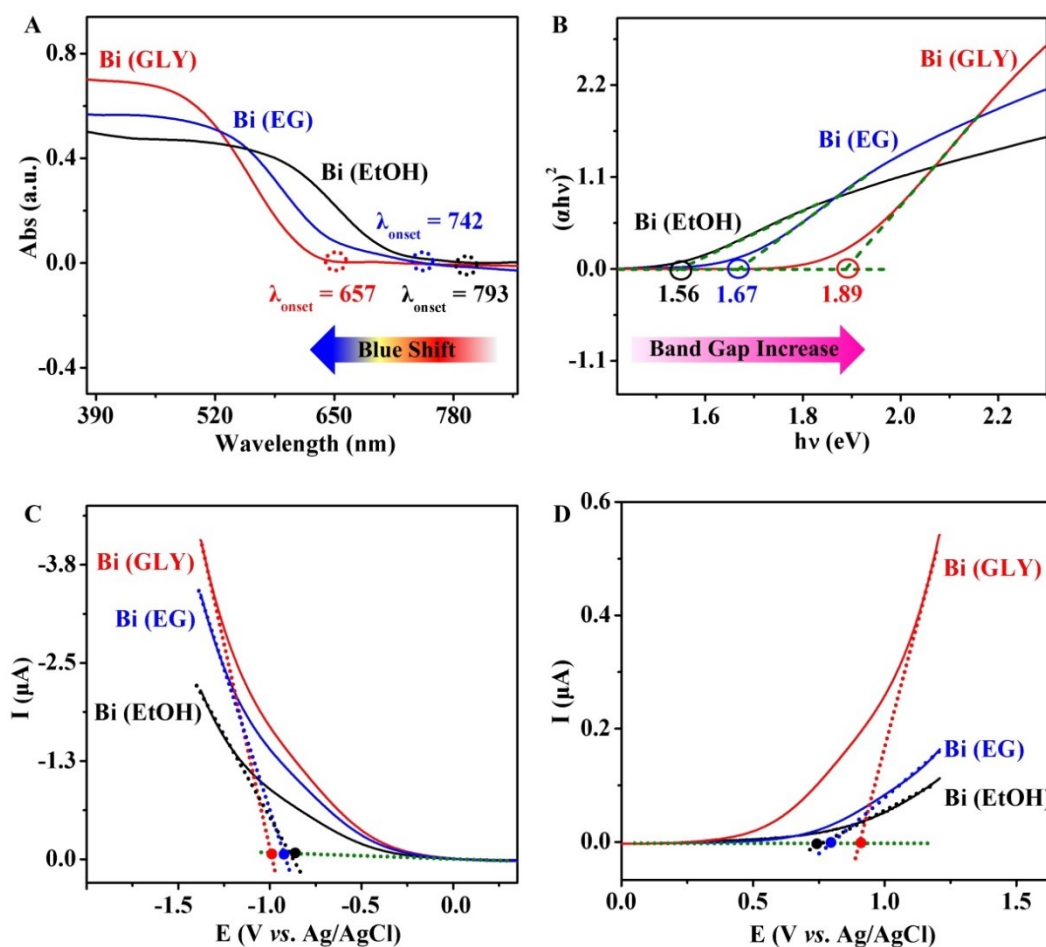 A
0.8
0.4
0.0
-0.4
Abs (a.u.)
Bi (GLY)
Bi (EG)
Bi (EtOH)
λonset = 742
λonset = 657
λonset = 793
Blue Shift
390
520
650
780
Wavelength (nm)
B
2.2
1.1
0.0
-1.1
(αhν)²
Bi (GLY)
Bi (EG)
Bi (EtOH)
1.56
1.67
1.89
Band Gap Increase
1.6
1.8
2.0
2.2
hν (eV)
C
-3.8
-2.5
-1.3
0.0
I (μA)
Bi (GLY)
Bi (EG)
Bi (EtOH)
-1.5
-1.0
-0.5
0.0
E (V vs. Ag/AgCl)
D
0.6
0.4
0.2
0.0
I (μA)
Bi (GLY)
Bi (EG)
Bi (EtOH)
0.0
0.5
1.0
1.5
E (V vs. Ag/AgCl)